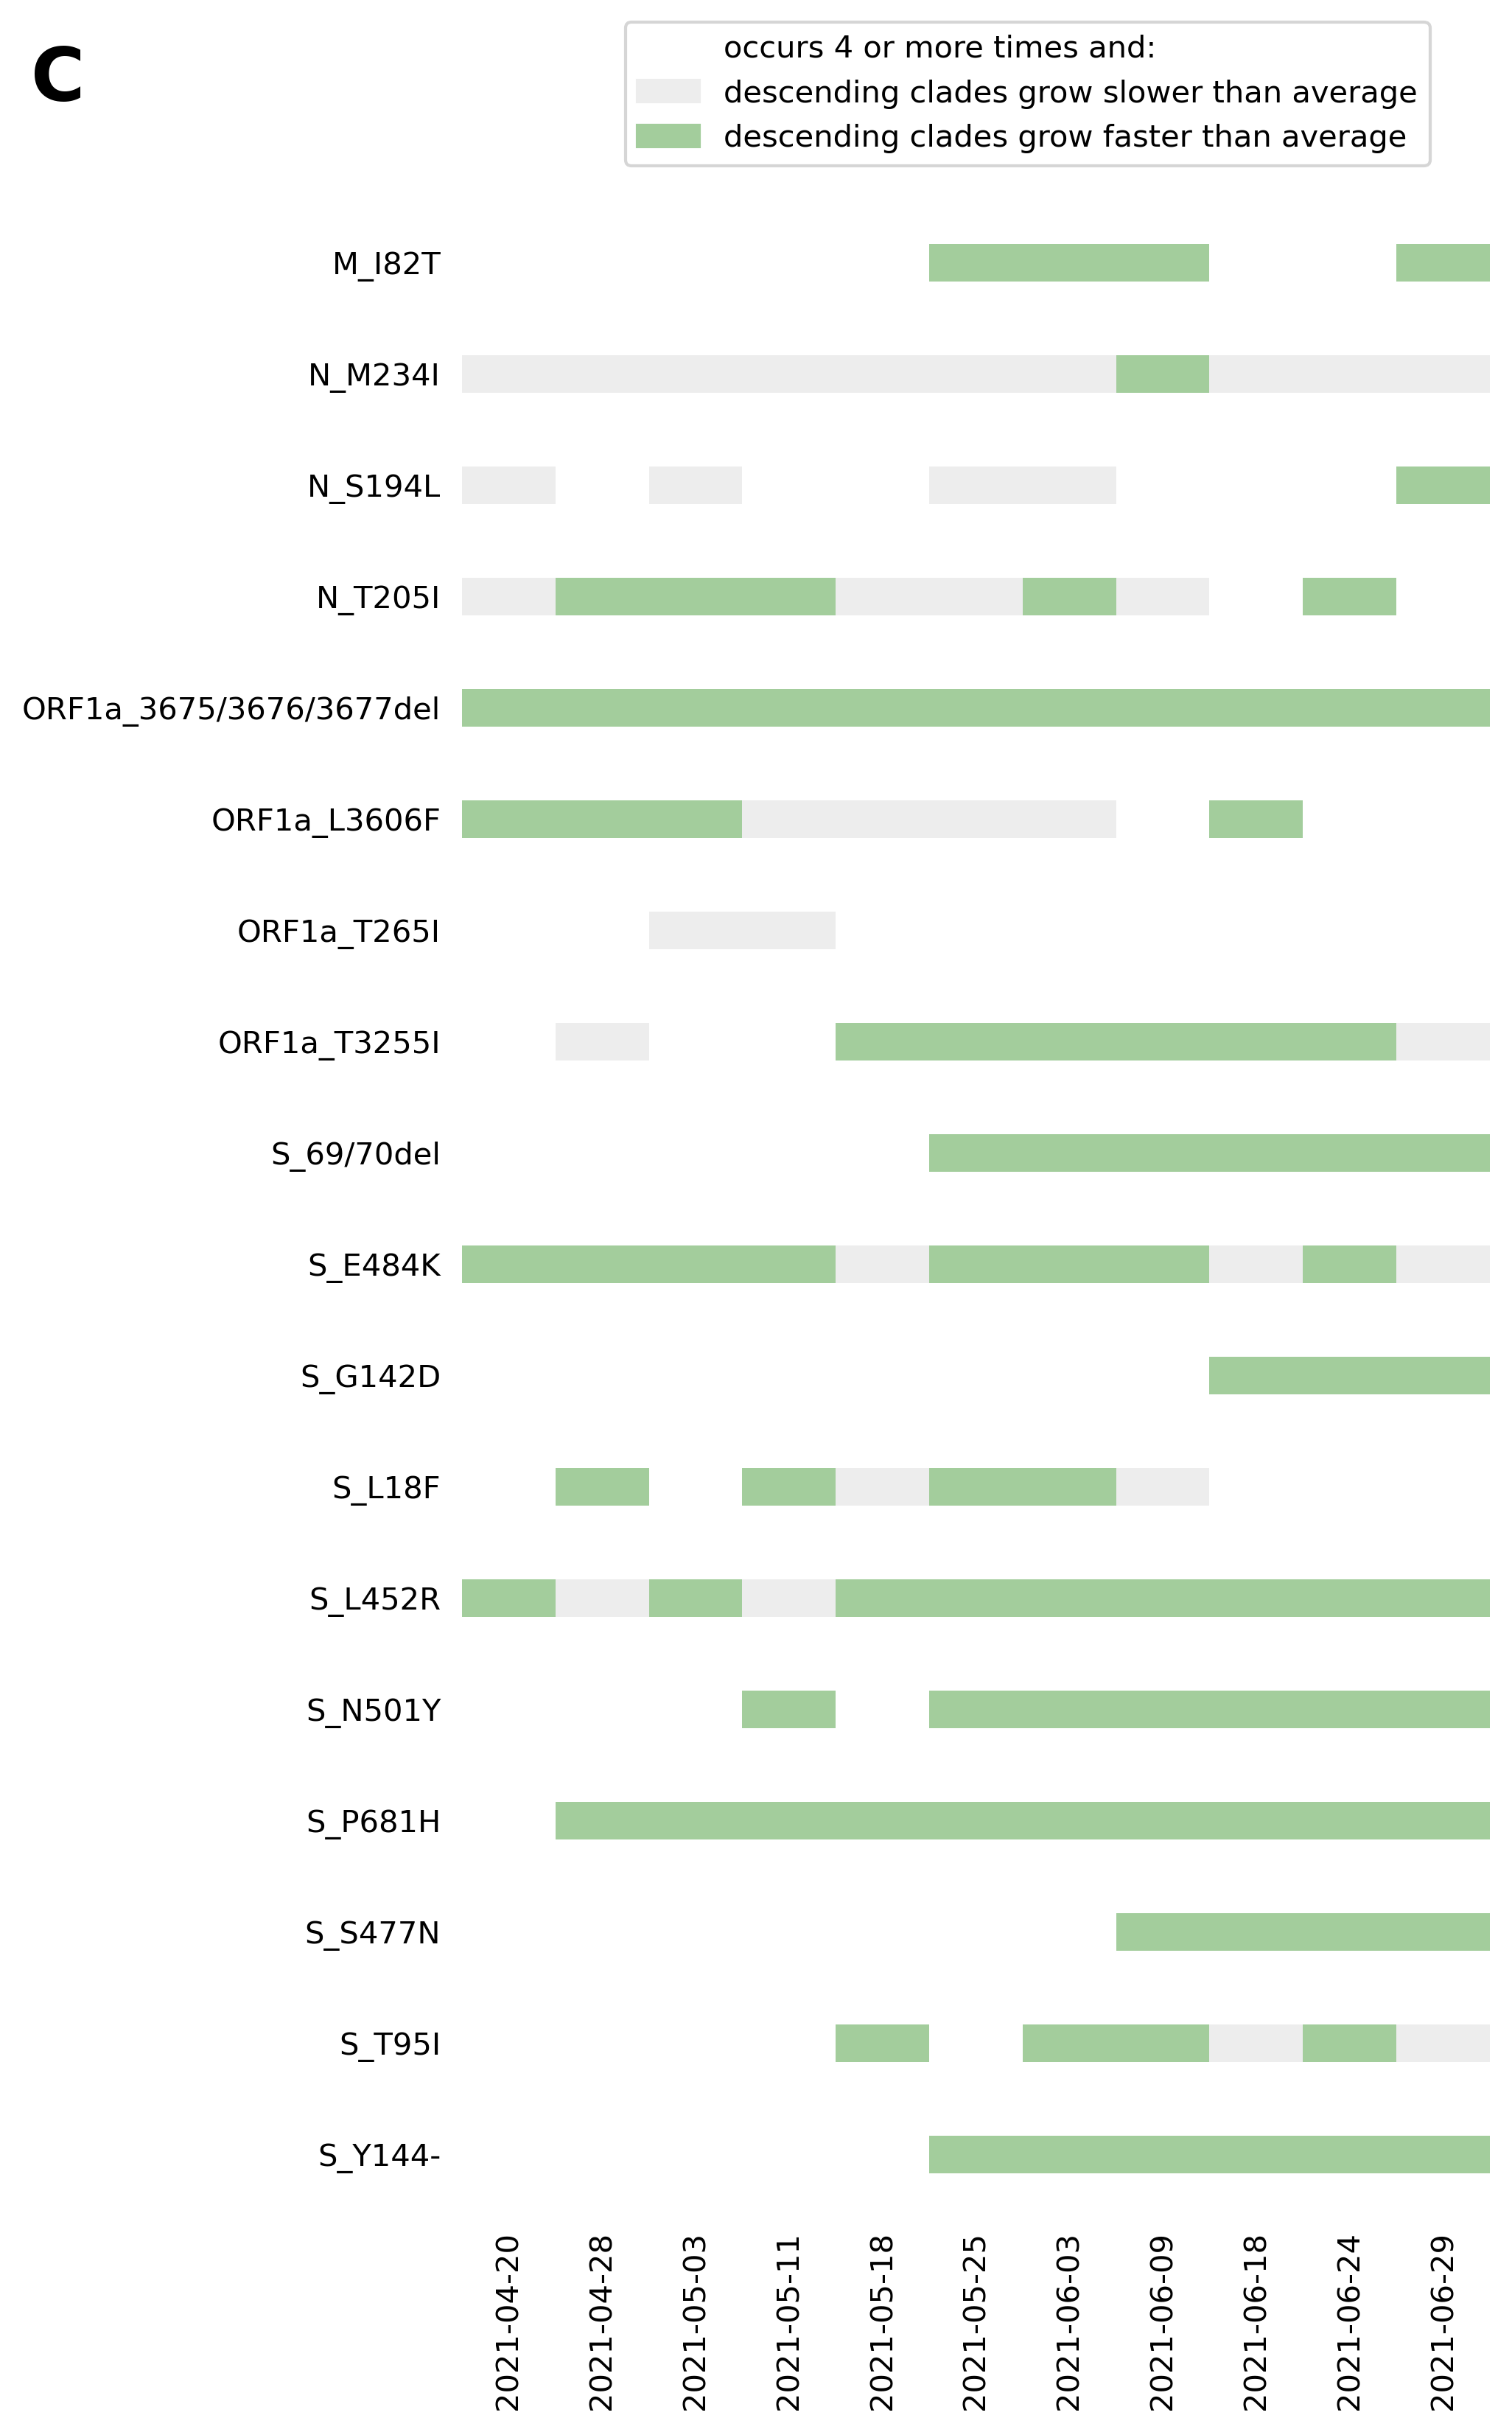 C
occurs 4 or more times and:
descending clades grow slower than average
descending clades grow faster than average
M_I82T
N_M234I
N_S194L
N_T205I
ORF1a_3675/3676/3677del
ORF1a_L3606F
ORF1a_T265I
ORF1a_T3255I
S_69/70del
S_E484K
S_G142D
S_L18F
S_L452R
S_N501Y
S_P681H
S_S477N
S_T95I
S_Y144-
2021-04-20
2021-04-28
2021-05-03
2021-05-11
2021-05-18
2021-05-25
2021-06-03
2021-06-09
2021-06-18
2021-06-24
2021-06-29